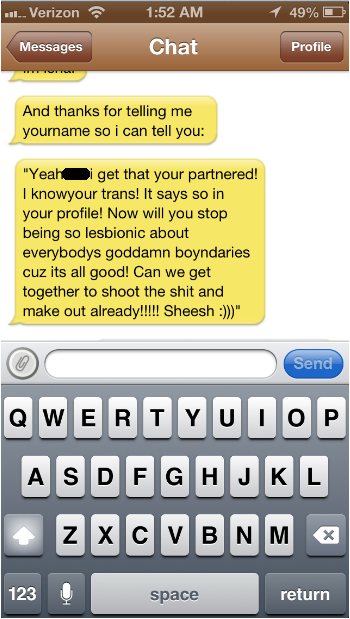 Verizon 1:52 AM 49%
Messages Chat Profile
And thanks for telling me
yourname so i can tell you:
"Yeah i get that your partnered!
I knowyour trans! It says so in
your profile! Now will you stop
being so lesbionic about
everybodys goddamn boyndaries
cuz its all good! Can we get
together to shoot the shit and
make out already!!!!! Sheesh :)))"
Send
Q W E R T Y U I O P
A S D F G H J K L
Z X C V B N M
123 space return